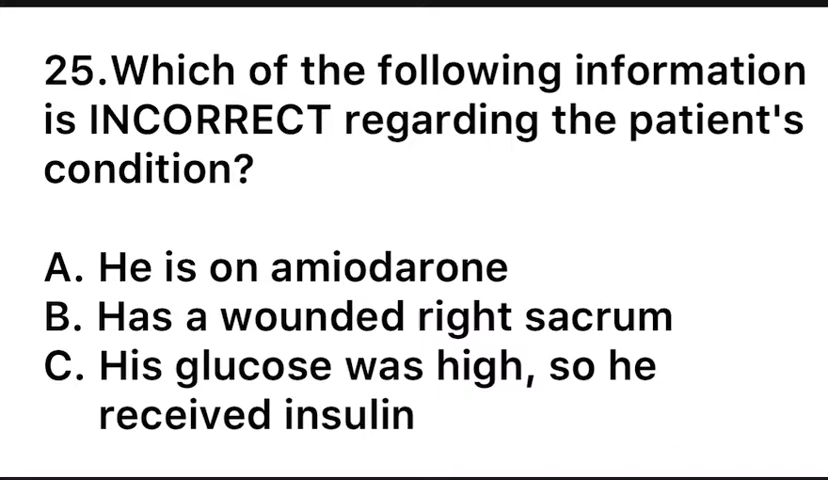 25.Which of the following information
is INCORRECT regarding the patient's
condition?
A. He is on amiodarone
B. Has a wounded right sacrum
C. His glucose was high, so he
received insulin